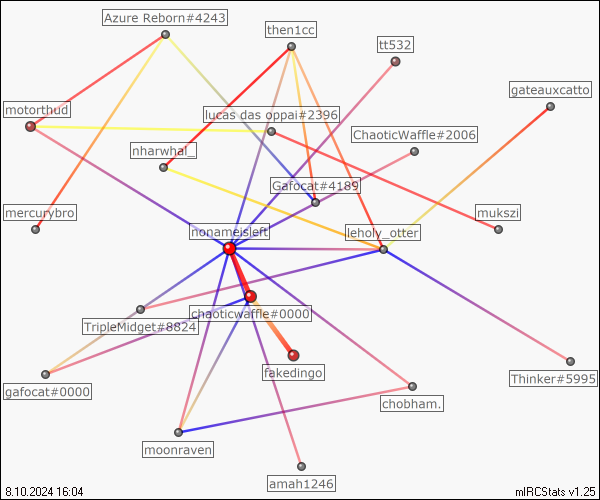 Azure Reborn#4243
then1cc
tt532
gateauxcatto
motorthud
lucas das oppai#2396
ChaoticWaffle#2006
nharwhal_
Gafocat#4189
mercurybro
nonameisleft
leholy_otter
mukszi
chaoticwaffle#0000
TripleMidget#8824
fakedingo
Thinker#5995
gafocat#0000
chobham.
moonraven
amah1246
8.10.2024 16:04
mIRCStats v1.25